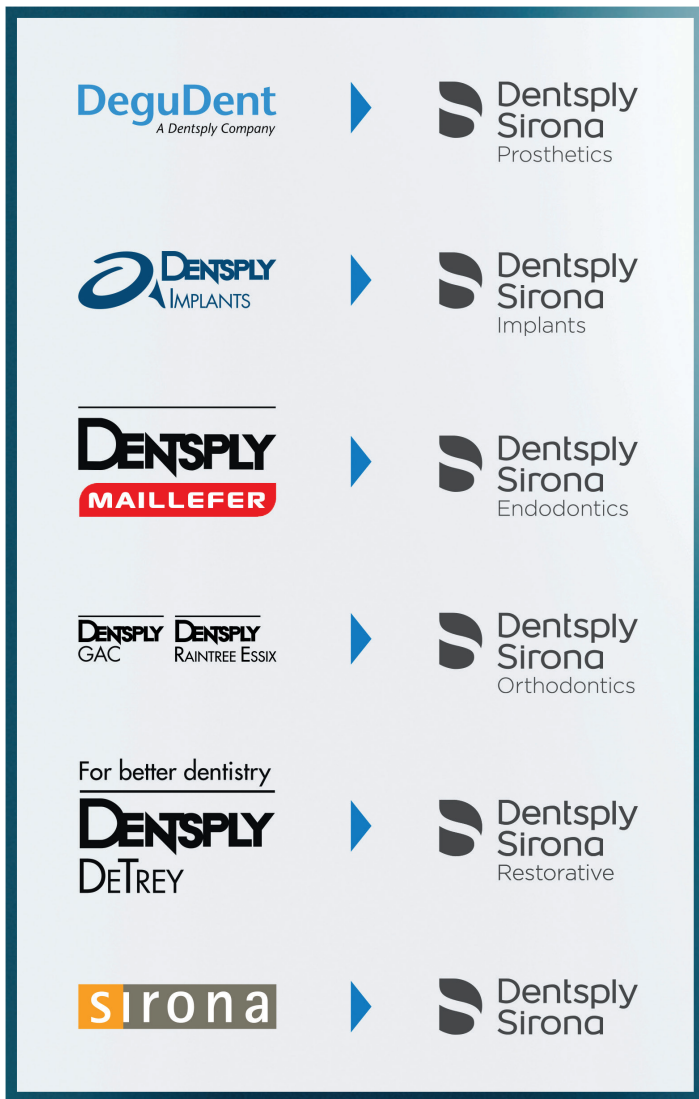 DeguDent
A Dentsply Company
Dentsply
Sirona
Prosthetics
DENTSPLY
IMPLANTS
Dentsply
Sirona
Implants
DENTSPLY
MAILLEFER
Dentsply
Sirona
Endodontics
DENTSPLY
GAC
DENTSPLY
RAINTREE ESSIX
Dentsply
Sirona
Orthodontics
For better dentistry
DENTSPLY
DETREY
Dentsply
Sirona
Restorative
sirona
Dentsply
Sirona